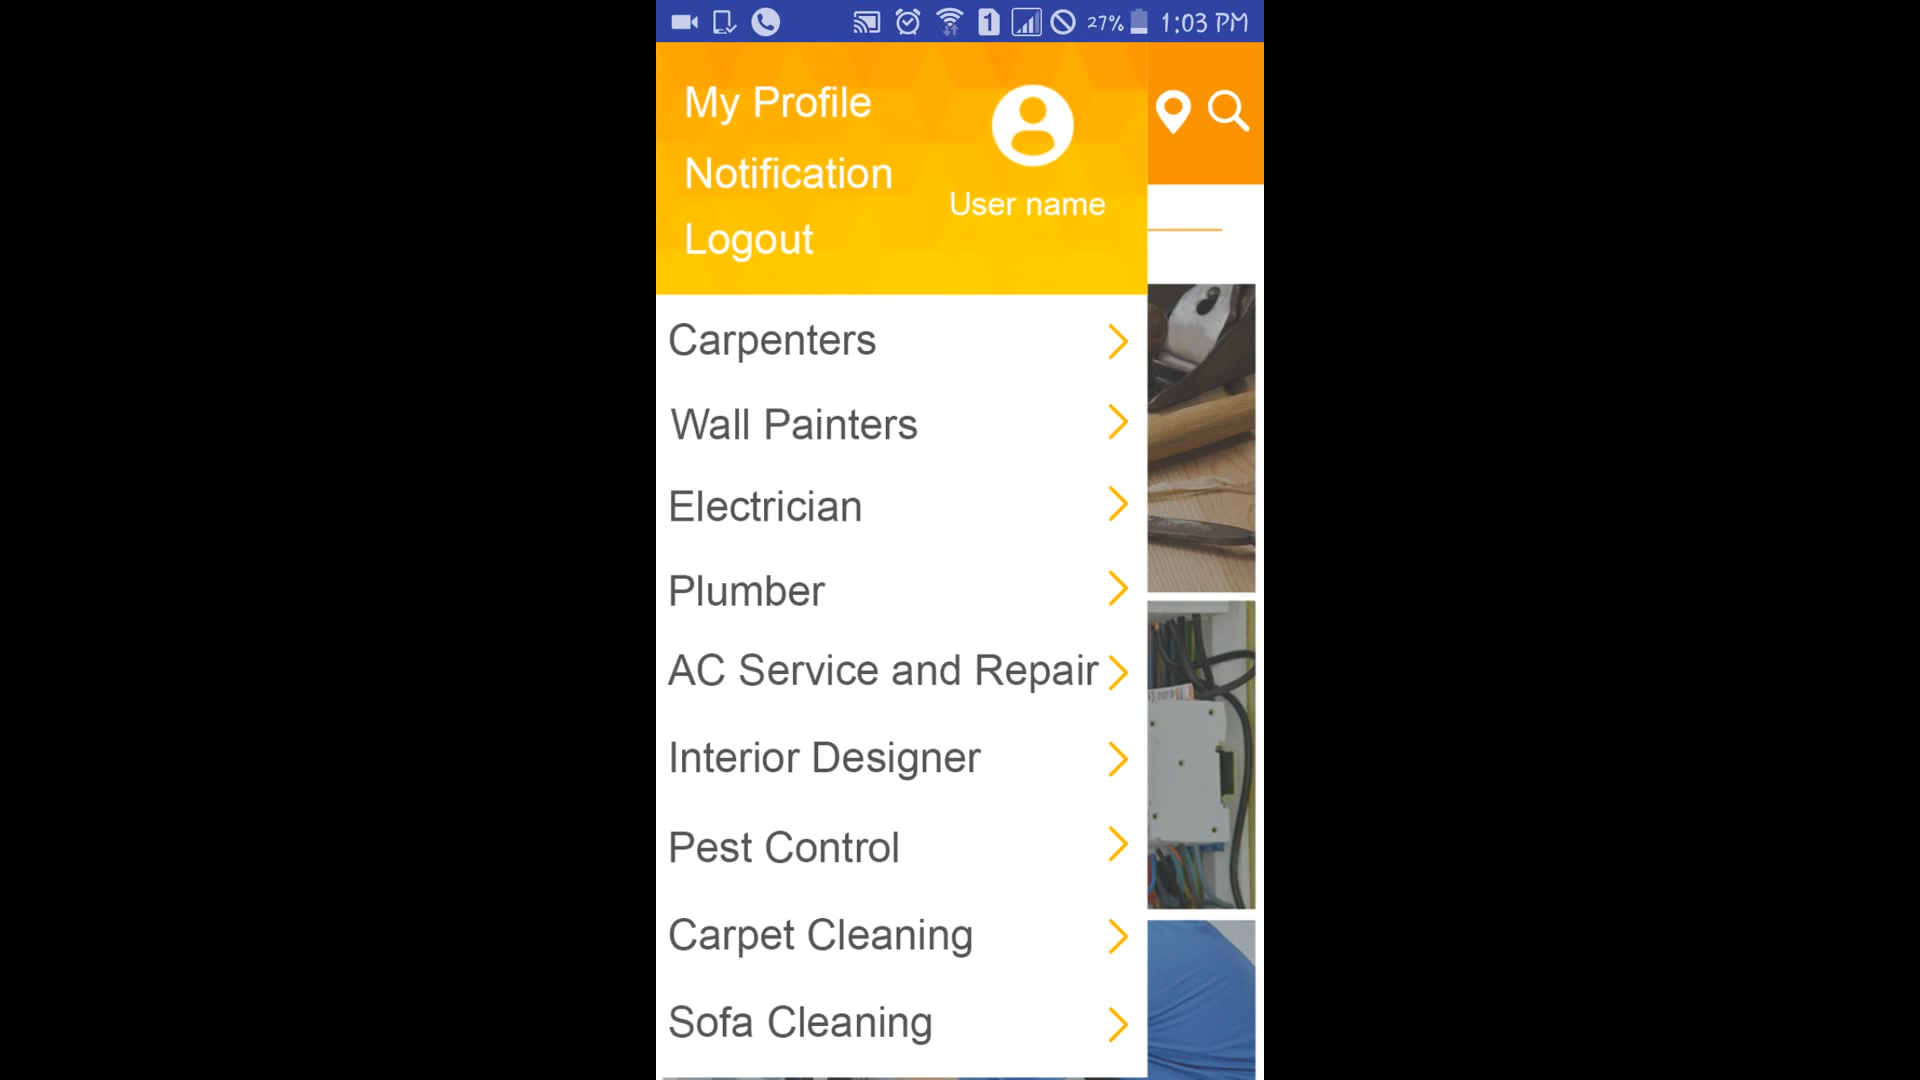 1 27% 1:03 PM
My Profile
Notification
User name
Logout
Carpenters
Wall Painters
Electrician
Plumber
AC Service and Repair
Interior Designer
Pest Control
Carpet Cleaning
Sofa Cleaning